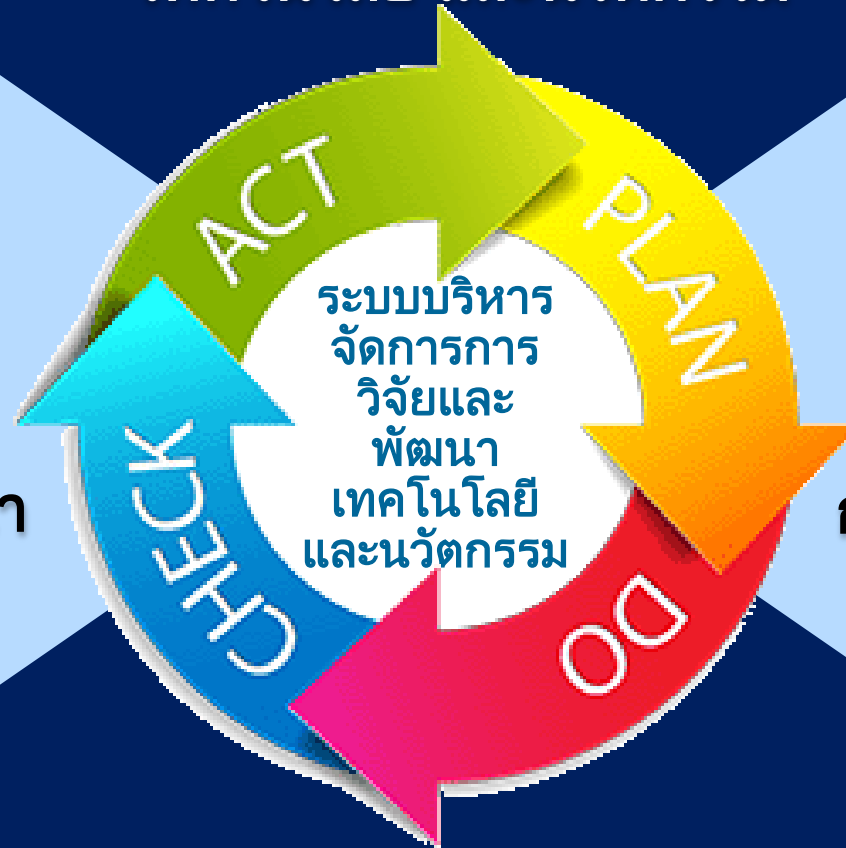 ACT
PLAN
ระบบบริหาร
จัดการการ
วิจัยและ
พัฒนา
เทคโนโลยี
และนวัตกรรม
CHECK
DO